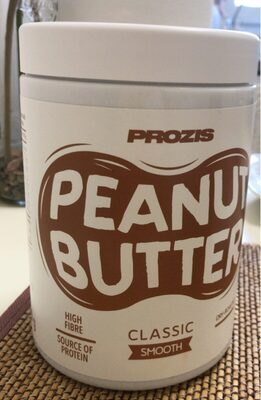 PROZIS
PEANUT
BUTTER
HIGH
FIBRE
SOURCE OF
PROTEIN
CLASSIC
SMOOTH